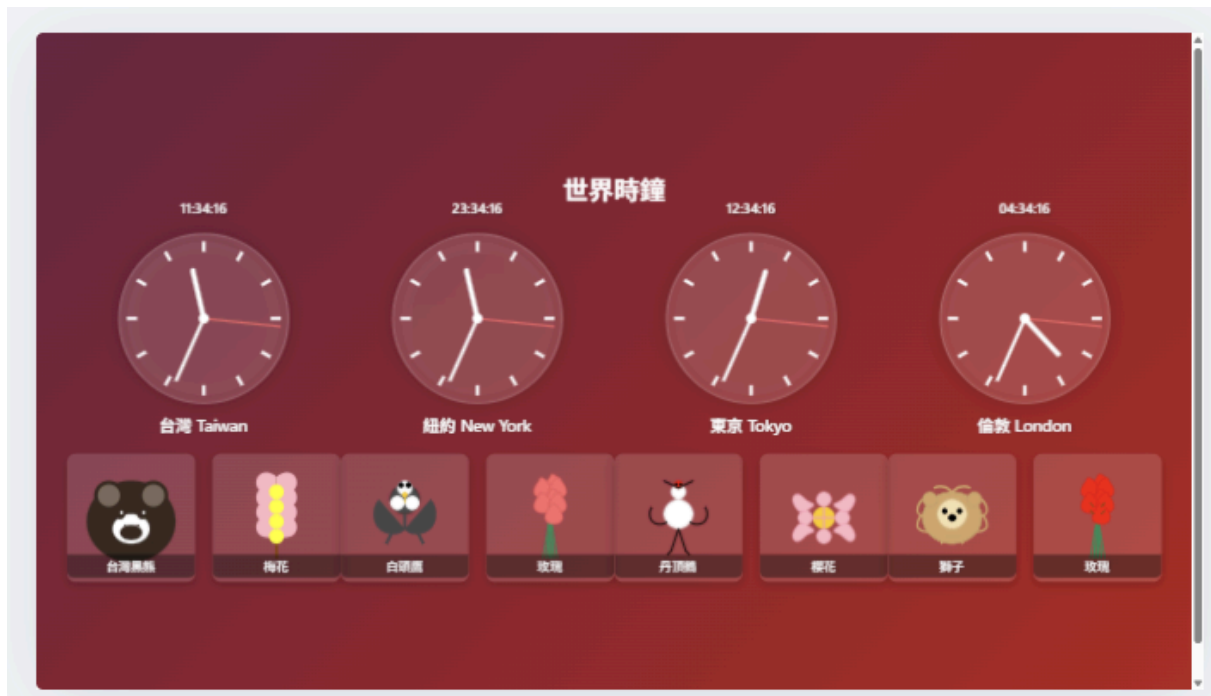 世界時鐘
11:34:16
23:34:16
12:34:16
04:34:16
台灣 Taiwan
紐約 New York
東京 Tokyo
倫敦 London
台灣黑熊
梅花
白頭鷹
玫瑰
丹頂鶴
櫻花
獅子
玫瑰